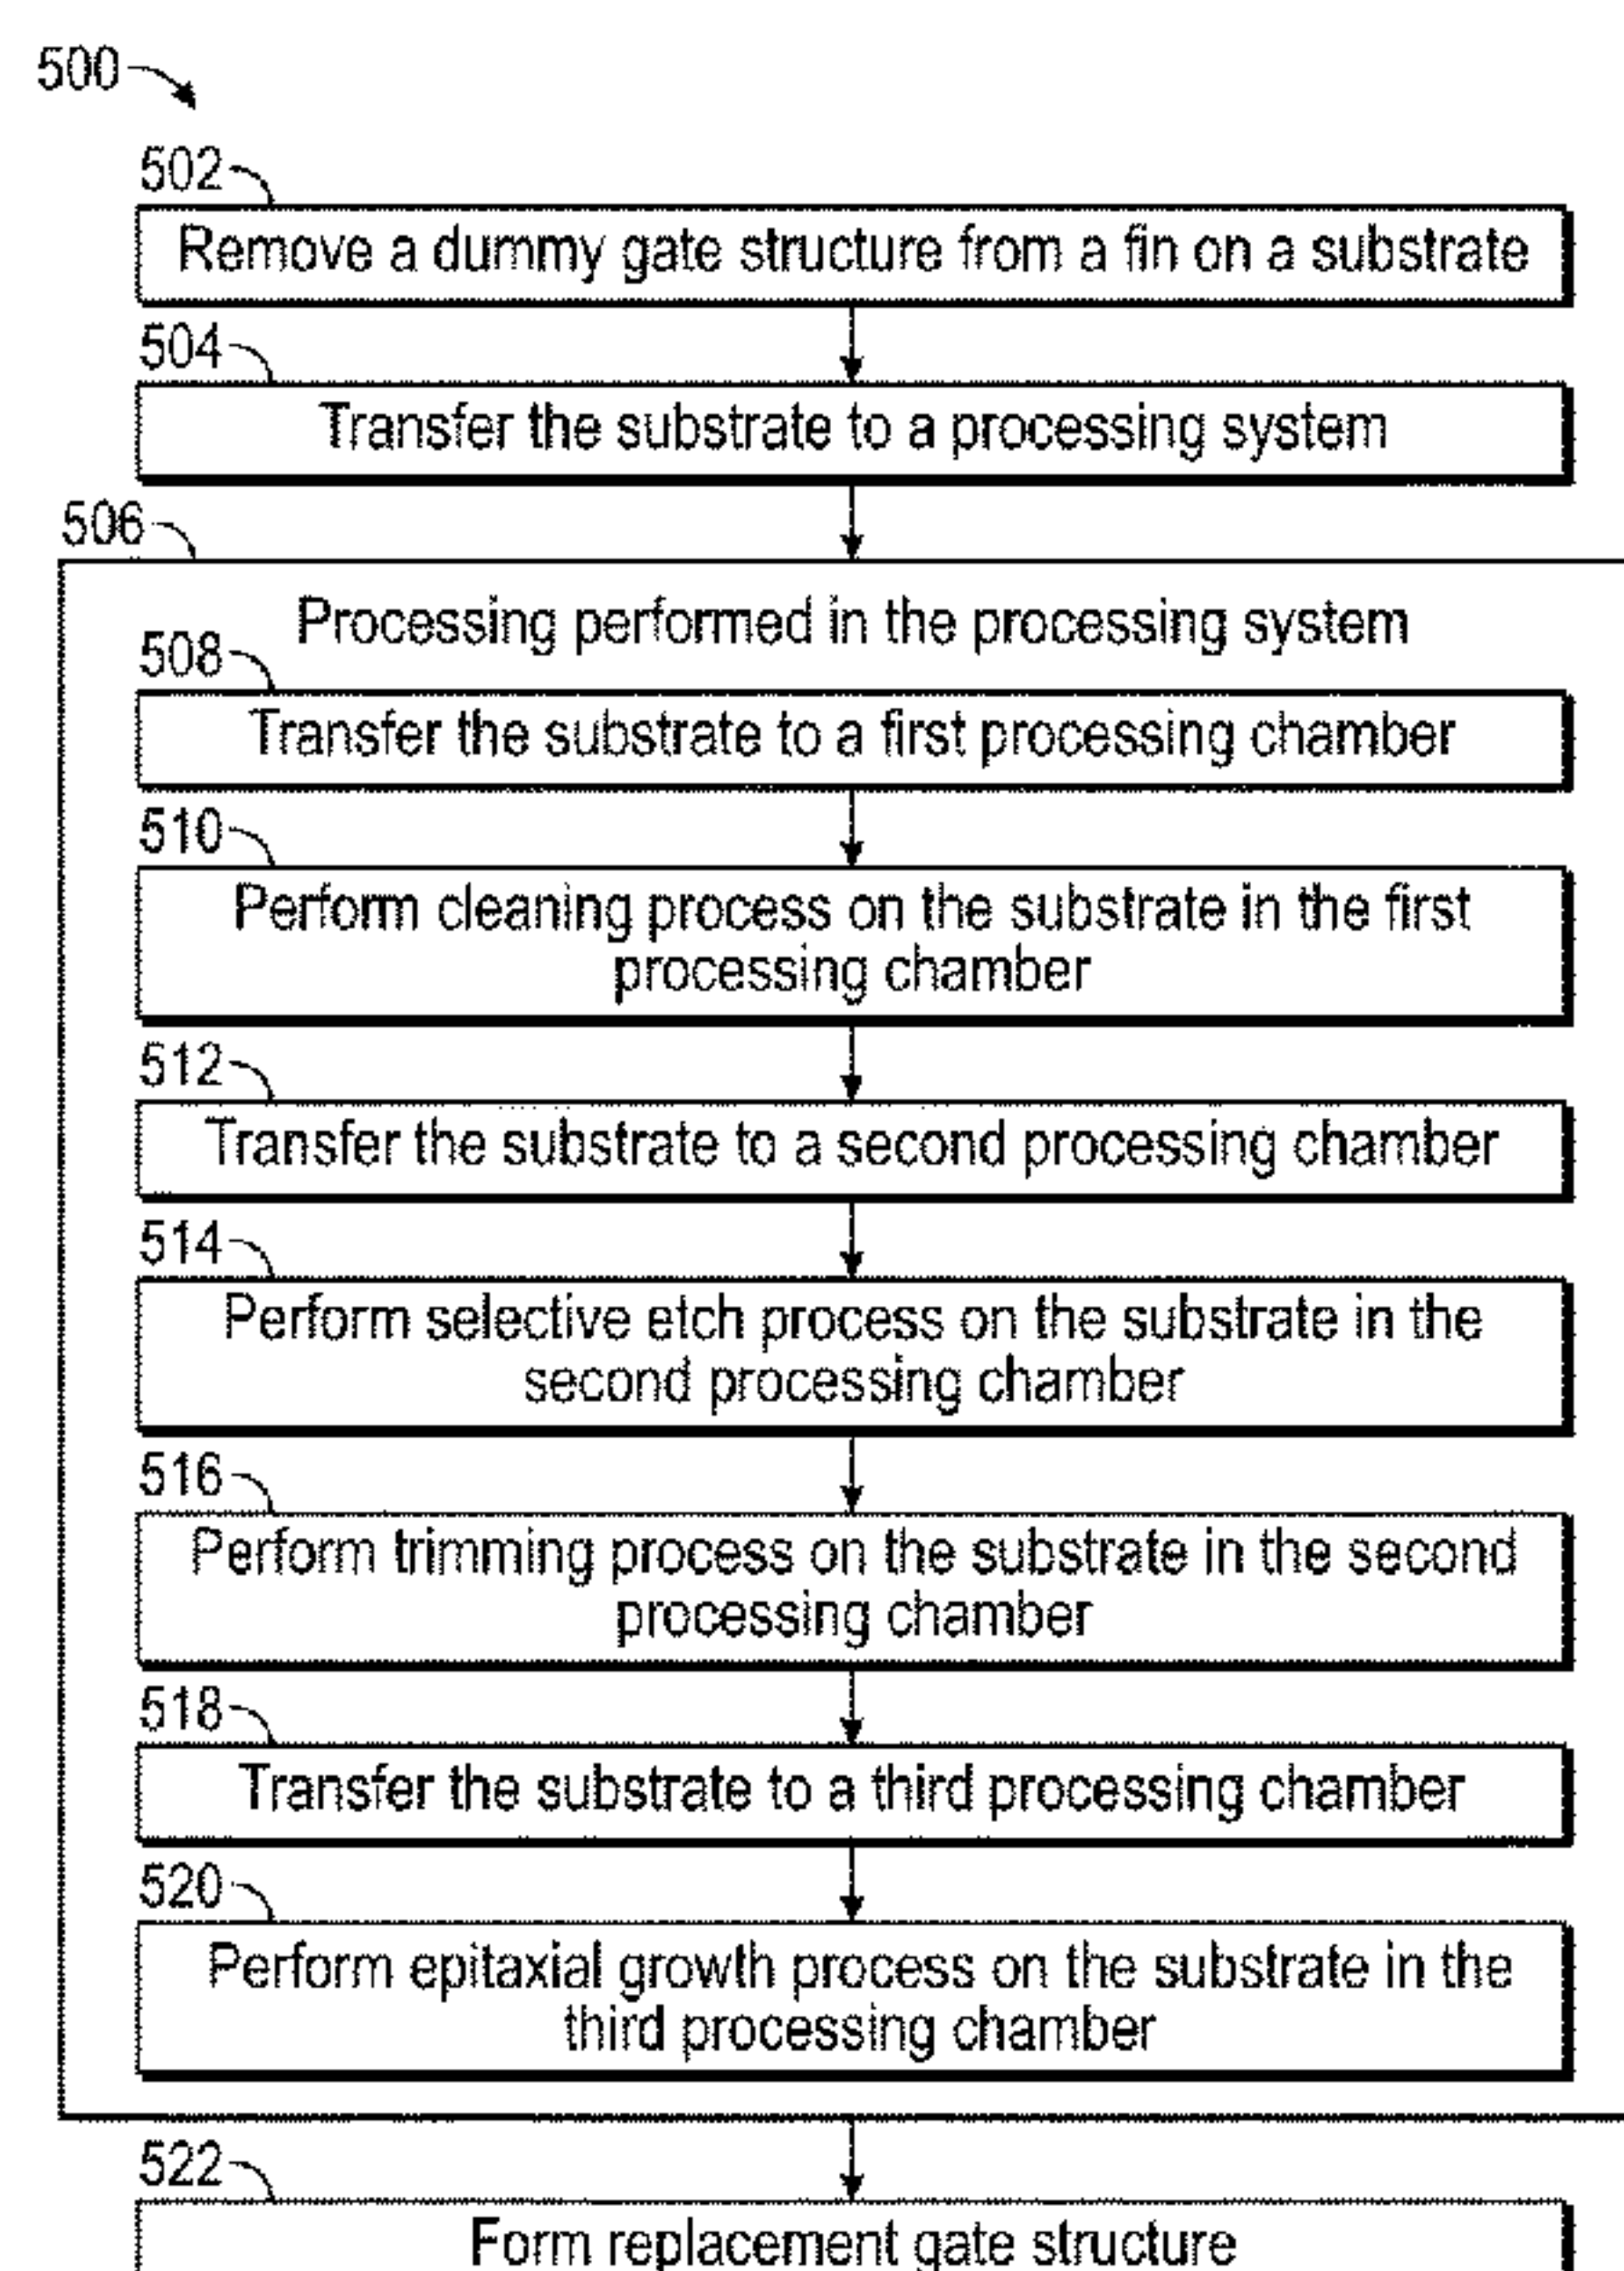 500
502
Remove a dummy gate structure from a fin on a substrate
504
Transfer the substrate to a processing system
506
Processing performed in the processing system
508
Transfer the substrate to a first processing chamber
510
Perform cleaning process on the substrate in the first
processing chamber
512
Transfer the substrate to a second processing chamber
514
Perform selective etch process on the substrate in the
second processing chamber
516
Perform trimming process on the substrate in the second
processing chamber
518
Transfer the substrate to a third processing chamber
520
Perform epitaxial growth process on the substrate in the
third processing chamber
522
Form replacement gate structure